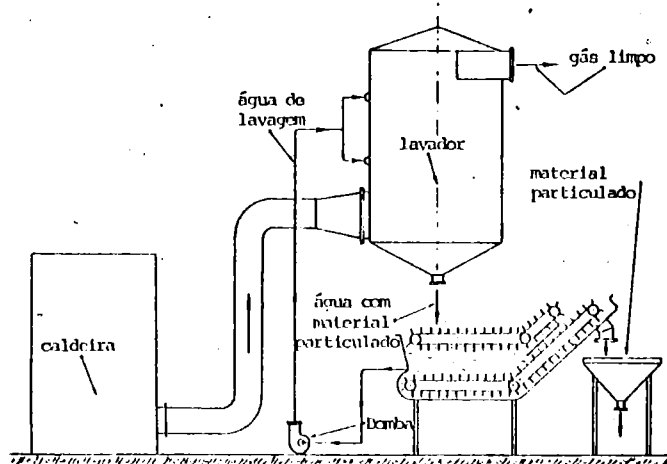 gás limpo
água de
lavagem
lavador
material
particulado
água com
material
particulado
caldeira
Bomba